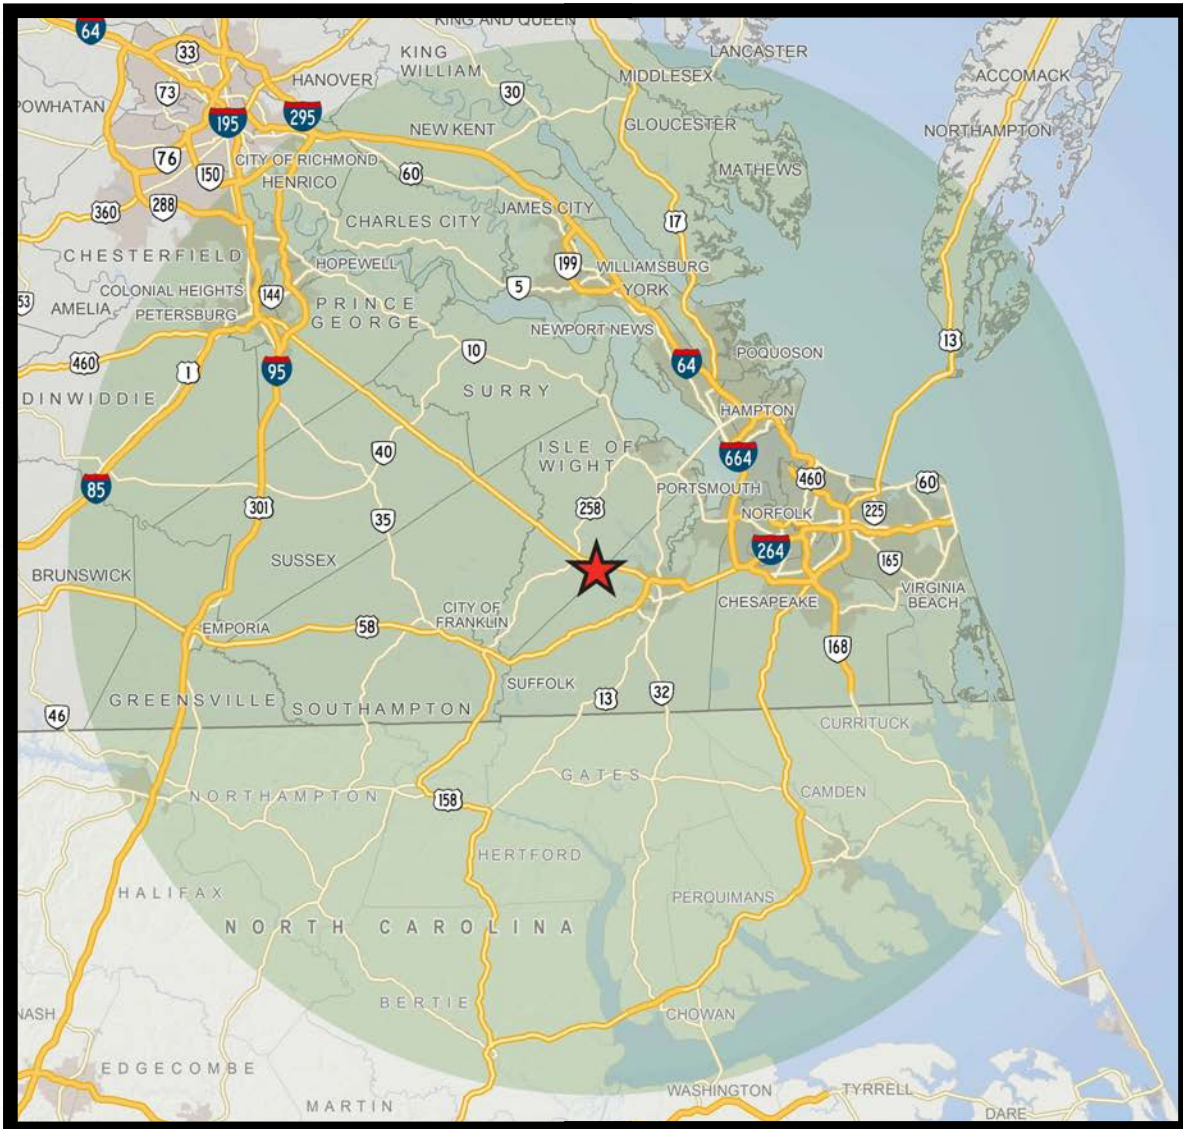 KING AND QUEEN
64
LANCASTER
33
KING
WILLIAM
HANOVER
MIDDLESEX
ACCOMACK
73
30
POWHATAN
295
195
NEW KENT
GLOUCESTER
NORTHAMPTON
76
CITY OF RICHMOND
150
HENRICO
60
MATHEWS
360
288
CHARLES CITY
JAMES CITY
17
CHESTERFIELD
HOPEWELL
199
WILLIAMSBURG
5
YORK
COLONIAL HEIGHTS
144
53
AMELIA
PETERSBURG
PRINCE
GEORGE
NEWPORT NEWS
13
10
64
POQUOSON
460
1
95
SURRY
DINWIDDIE
HAMPTON
40
ISLE OF
WIGHT
664
85
PORTSMOUTH
460
60
301
35
258
NORFOLK
225
264
SUSSEX
165
BRUNSWICK
VIRGINIA
BEACH
CITY OF
FRANKLIN
CHESAPEAKE
EMPORIA
58
168
SUFFOLK
GREENSVILLE
SOUTHAMPTON
13
32
46
CURRITUCK
GATES
NORTHAMPTON
158
CAMDEN
HERTFORD
HALIFAX
PERQUIMANS
NORTH CAROLINA
BERTIE
NASH
CHOWAN
EDGECOMBE
WASHINGTON
TYRRELL
MARTIN
DARE